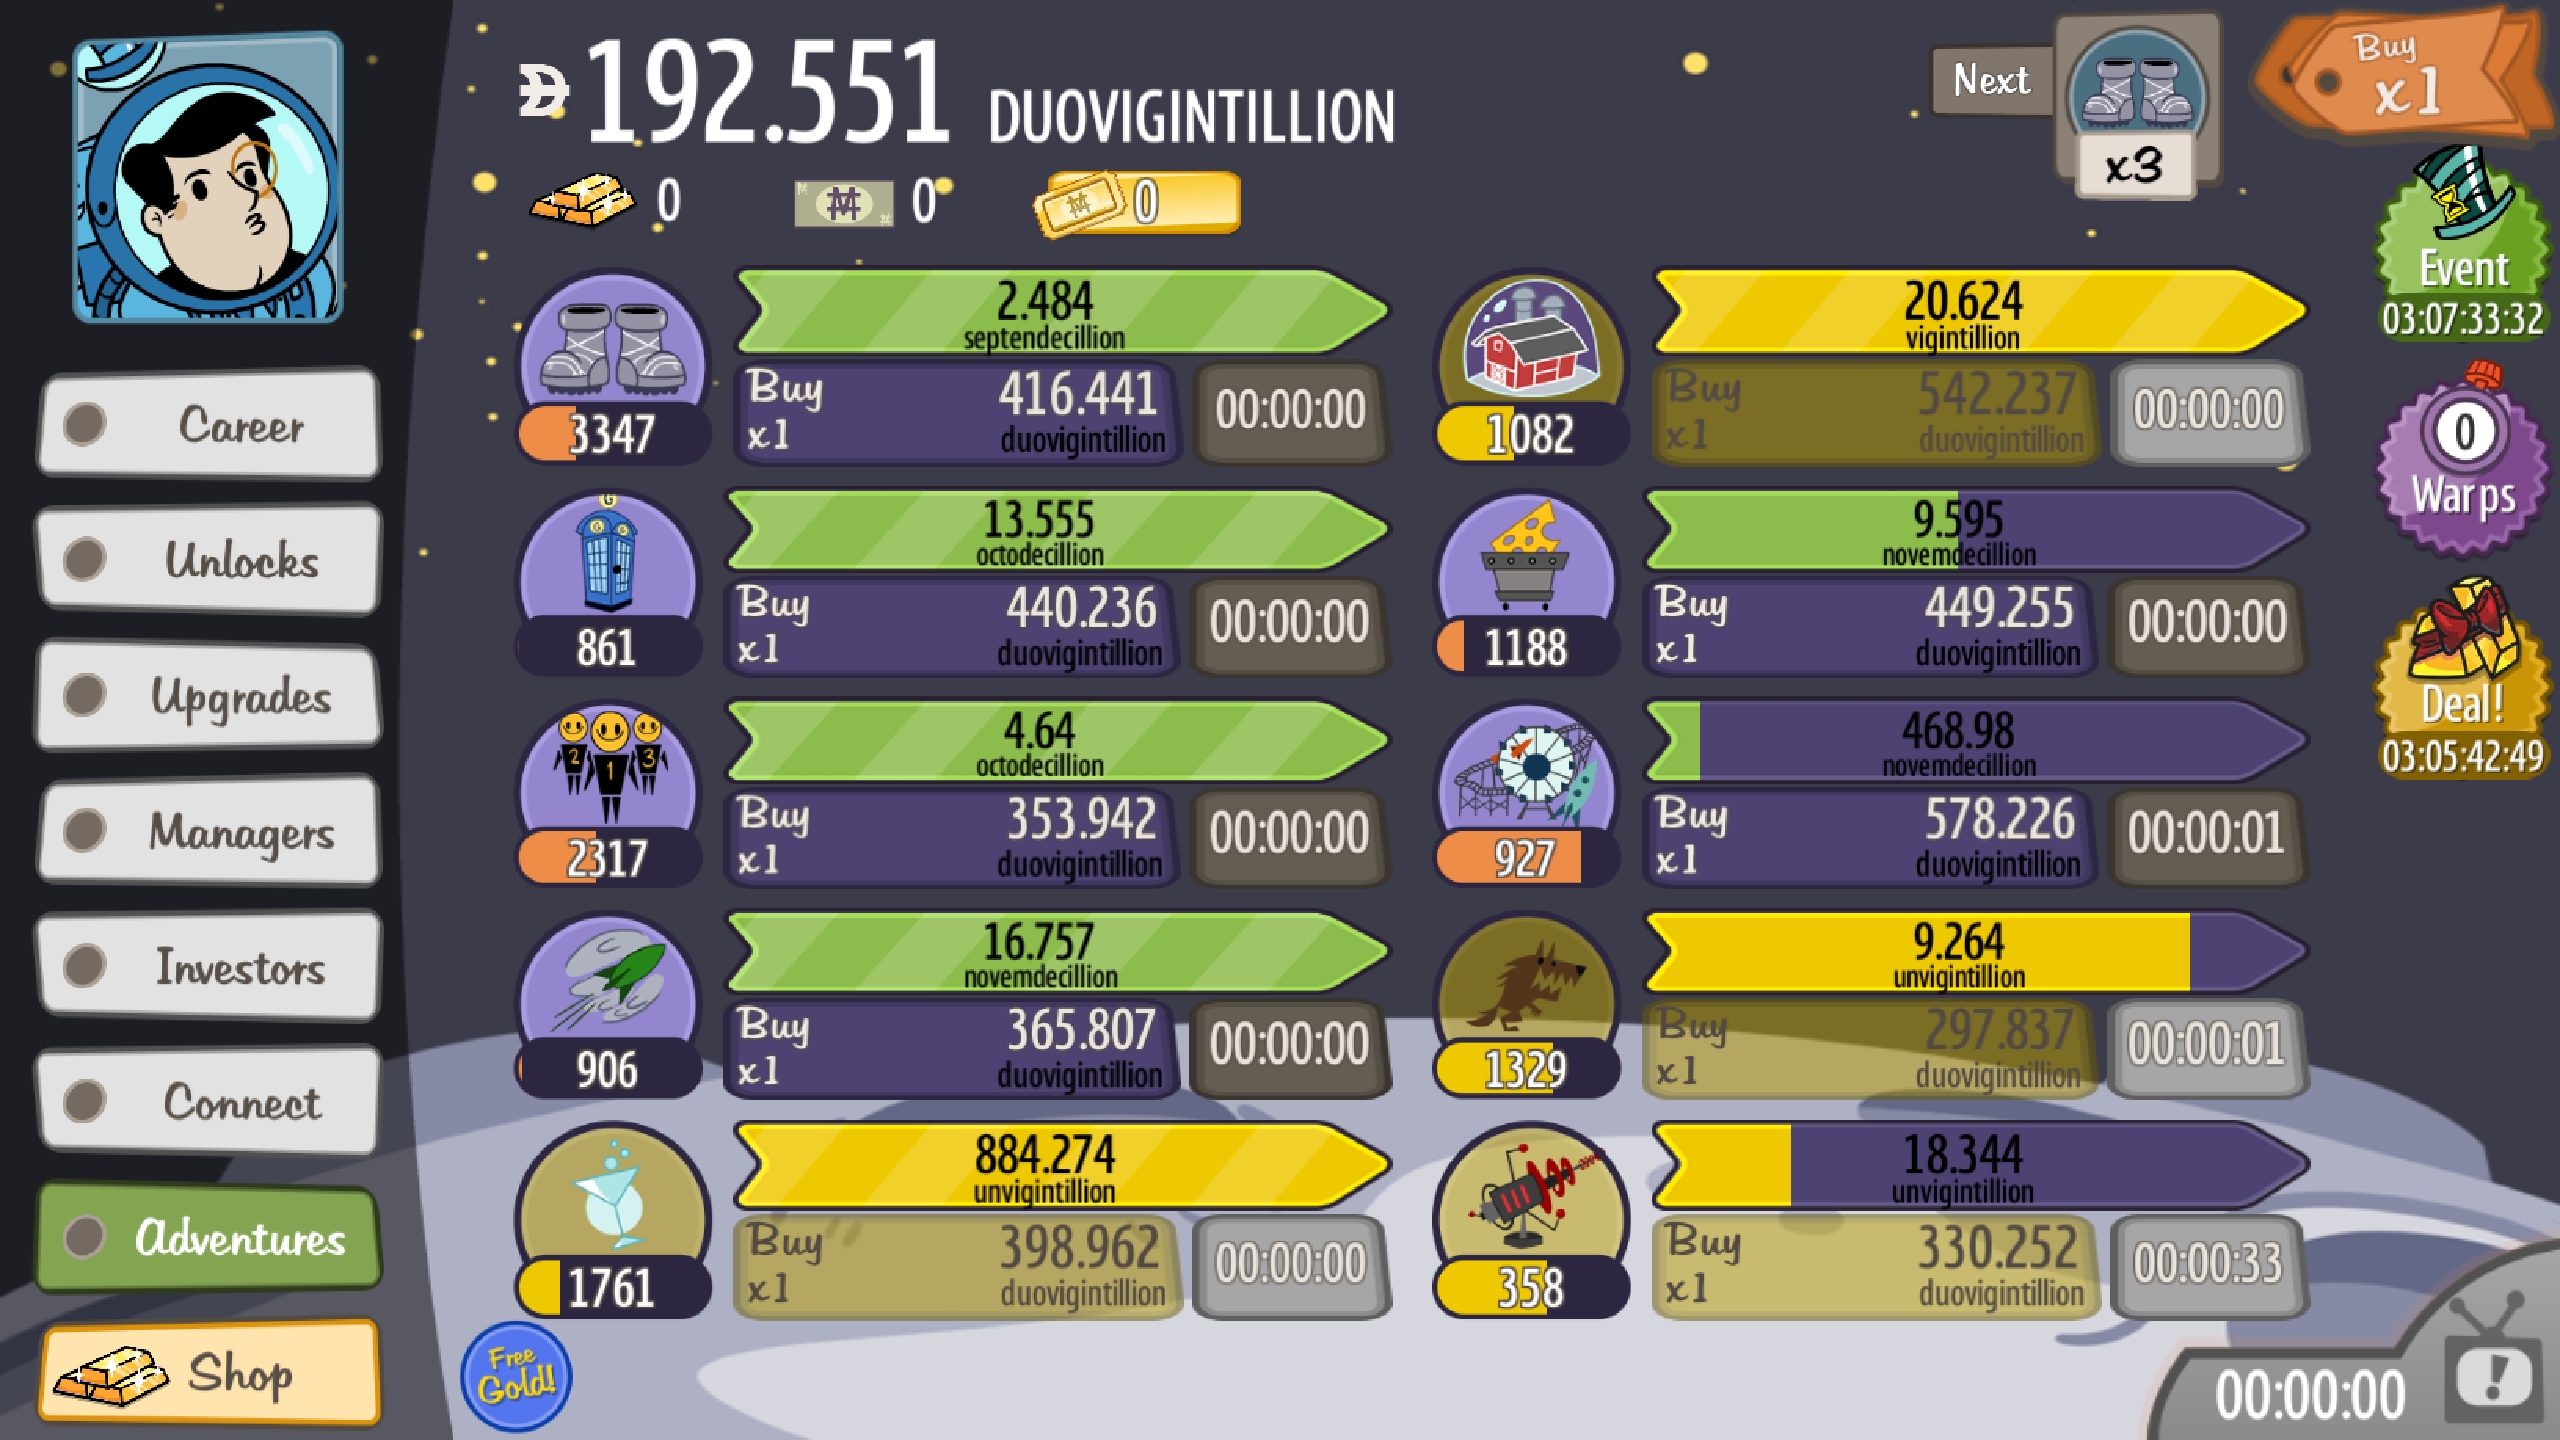 192.551 DUOVIGINTILLION
0
0
0
Next
x3
Buy
x1
Event
03:07:33:32
0
Warps
Deal!
03:05:42:49
Career
Unlocks
Upgrades
Managers
Investors
Connect
Adventures
Shop
2.484
septendecillion
3347
Buy
x1
416.441
duovigintillion
00:00:00
20.624
vigintillion
1082
Buy
x1
542.237
duovigintillion
00:00:00
G
13.555
octodecillion
861
Buy
x1
440.236
duovigintillion
00:00:00
9.595
novemdecillion
1188
Buy
x1
449.255
duovigintillion
00:00:00
2 1 3
4.64
octodecillion
2317
Buy
x1
353.942
duovigintillion
00:00:00
468.98
novemdecillion
927
Buy
x1
578.226
duovigintillion
00:00:01
16.757
novemdecillion
906
Buy
x1
365.807
duovigintillion
00:00:00
9.264
unvigintillion
1329
Buy
x1
297.837
duovigintillion
00:00:01
884.274
unvigintillion
1761
Buy
x1
398.962
duovigintillion
00:00:00
18.344
unvigintillion
358
Buy
x1
330.252
duovigintillion
00:00:33
Free
Gold!
00:00:00
!